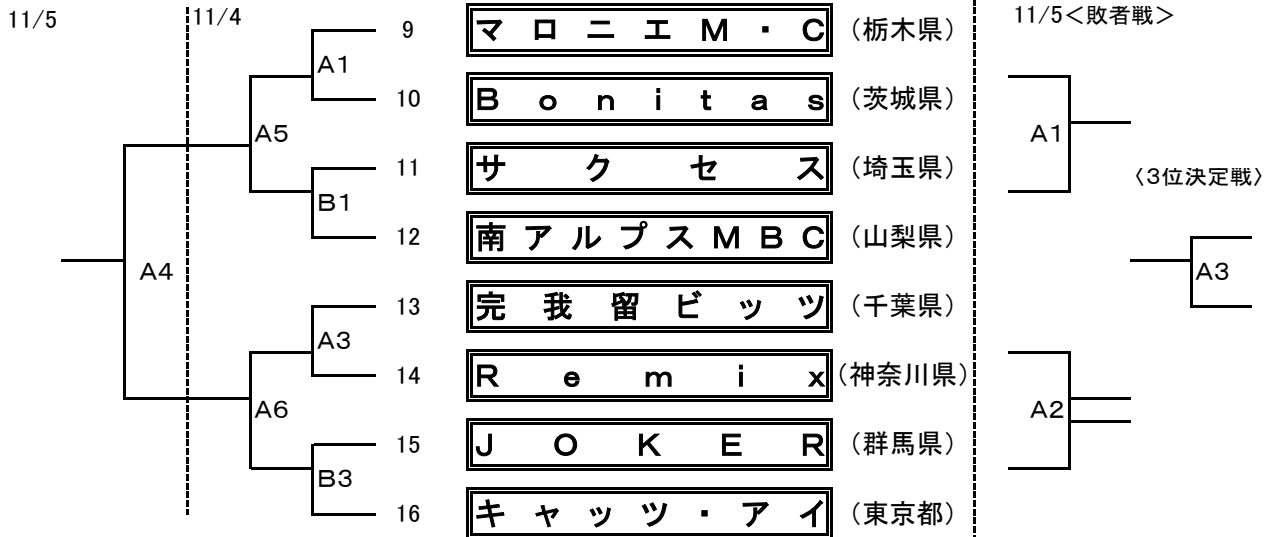 11/5
11/4
11/5＜敗者戦＞
9 マロニエM・C （栃木県）
A1
10 Bonitas （茨城県）
A5
A1
11 サクセス （埼玉県）
〈3位決定戦〉
B1
12 南アルプスMBC （山梨県）
A4
A3
13 完我留ビッツ （千葉県）
A3
14 Remix （神奈川県）
A6
A2
15 JOKER （群馬県）
B3
16 キャッツ・アイ （東京都）